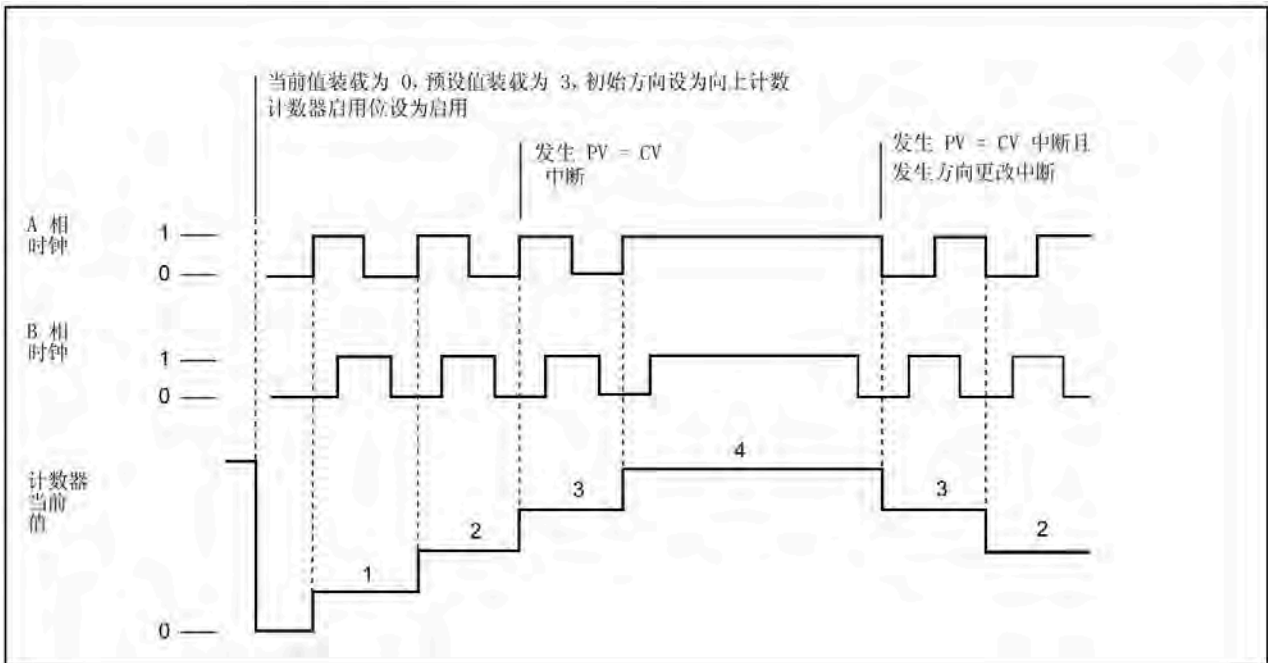 当前值装载为 0, 预设值装载为 3, 初始方向设为向上计数
计数器启用位设为启用
发生 PV = CV
中断
发生 PV = CV 中断且
发生方向更改中断
A 相
时钟
1
0
B 相
时钟
1
0
计数器
当前
值
4
3
3
2
2
1
0